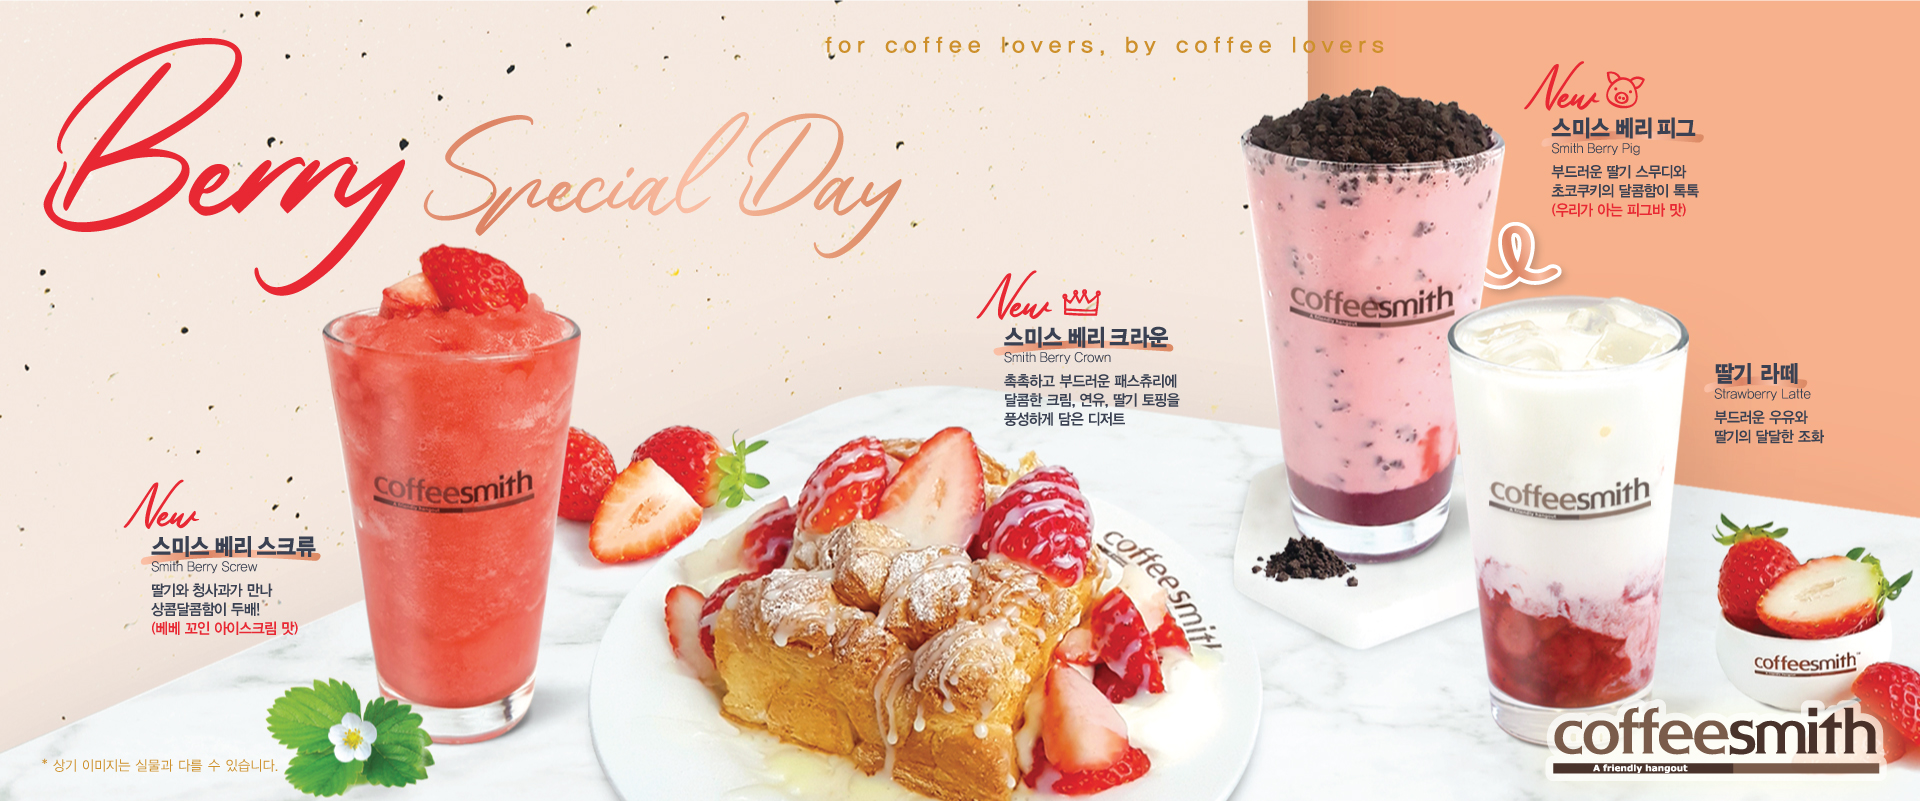 for coffee lovers, by coffee lovers
Berry Special Day
New
스미스 베리 피그
Smith Berry Pig
부드러운 딸기 스무디와
초코쿠키의 달콤함이 톡톡
(우리가 아는 피그바 맛)
New
스미스 베리 크라운
Smith Berry Crown
촉촉하고 부드러운 패스츄리에
달콤한 크림, 연유, 딸기 토핑을
풍성하게 담은 디저트
딸기 라떼
Strawberry Latte
부드러운 우유와
딸기의 달달한 조화
New
스미스 베리 스크류
Smith Berry Screw
딸기와 청사과가 만나
상콤달콤함이 두배!
(베베 꼬인 아이스크림 맛)
coffeesmith
A friendly hangout
coffeesmith
A friendly hangout
coffeesmith
A friendly hangout
coffeesmith
coffeesmith
coffeesmith
A friendly hangout
* 상기 이미지는 실물과 다를 수 있습니다.